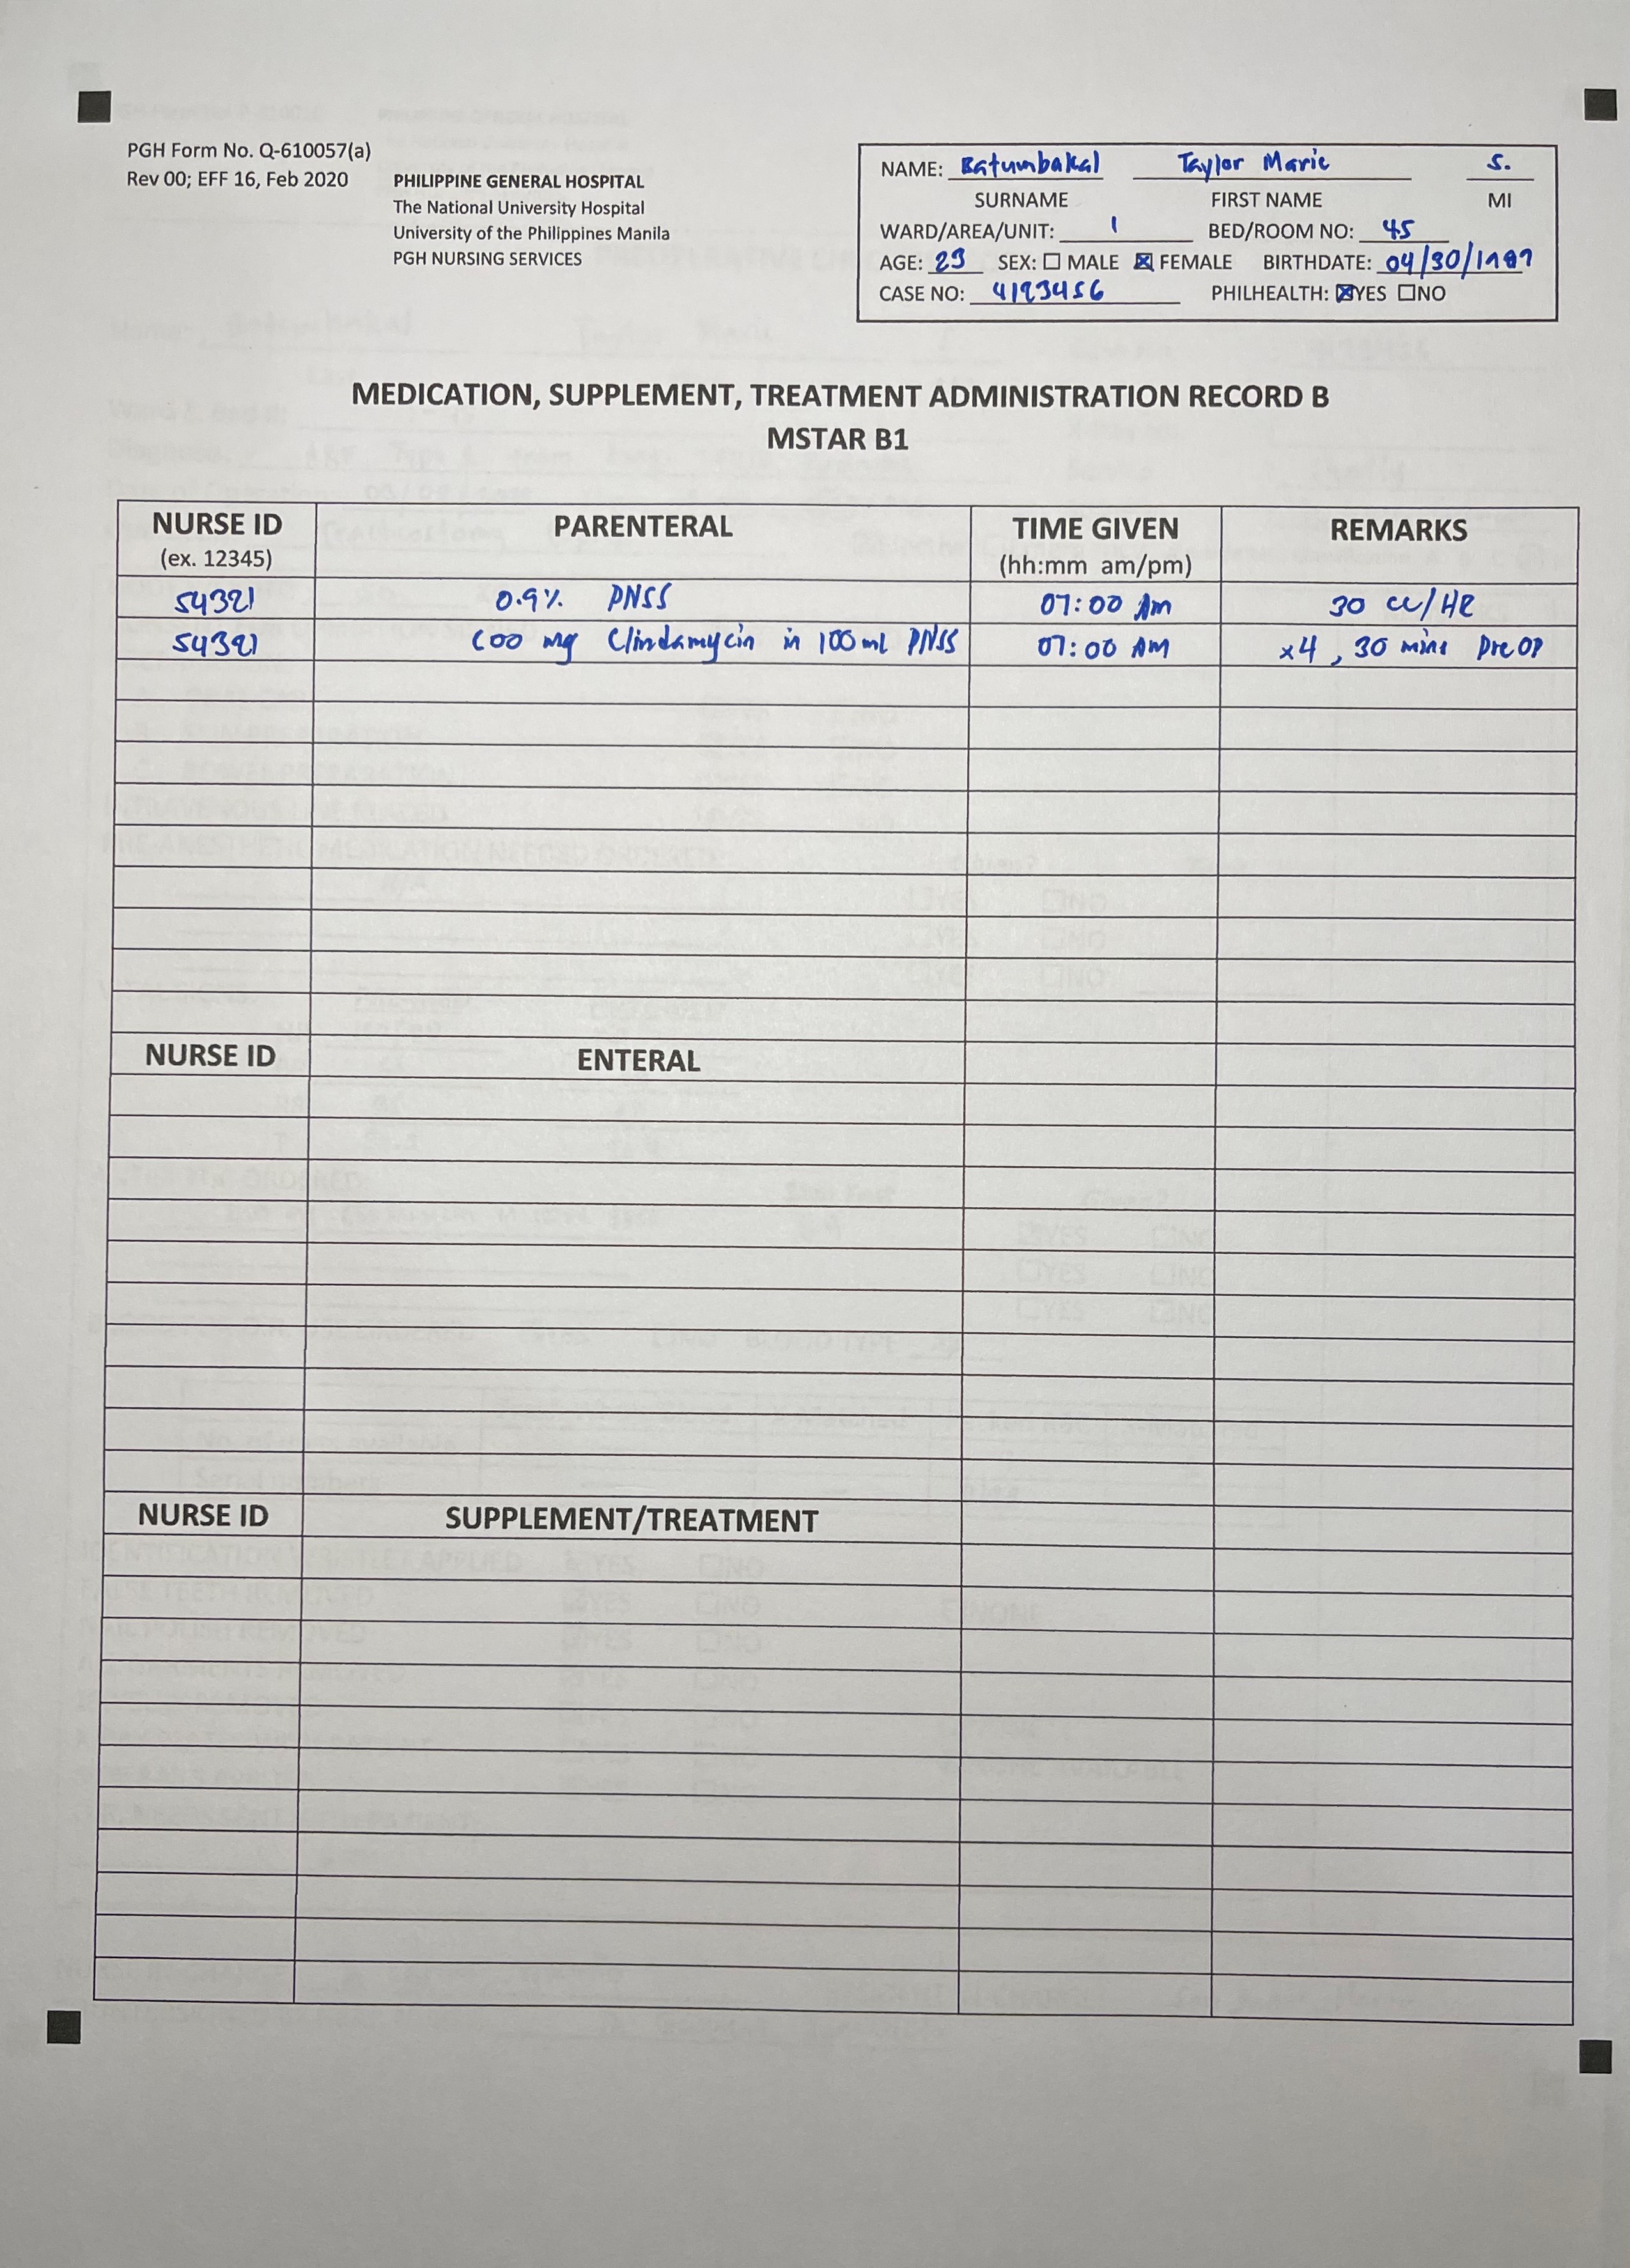 PGH Form No. Q-610057(a)
Rev 00; EFF 16, Feb 2020
PHILIPPINE GENERAL HOSPITAL
The National University Hospital
University of the Philippines Manila
PGH NURSING SERVICES
NAME: Batumbakal Taylor Marie S.
SURNAME FIRST NAME MI
WARD/AREA/UNIT: 1 BED/ROOM NO: 45
AGE: 23 SEX: ☐ MALE ☒ FEMALE BIRTHDATE: 04/30/1989
CASE NO: 4123456 PHILHEALTH: ☒YES ☐NO
MEDICATION, SUPPLEMENT, TREATMENT ADMINISTRATION RECORD B
MSTAR B1
NURSE ID PARENTERAL TIME GIVEN REMARKS
(ex. 12345) (hh:mm am/pm)
54321 0.9% PNSS 07:00 Am 30 cc/HR
54321 600 mg Clindamycin in 100 ml PNSS 07:00 AM x4, 30 mins PreOP
NURSE ID ENTERAL
NURSE ID SUPPLEMENT/TREATMENT